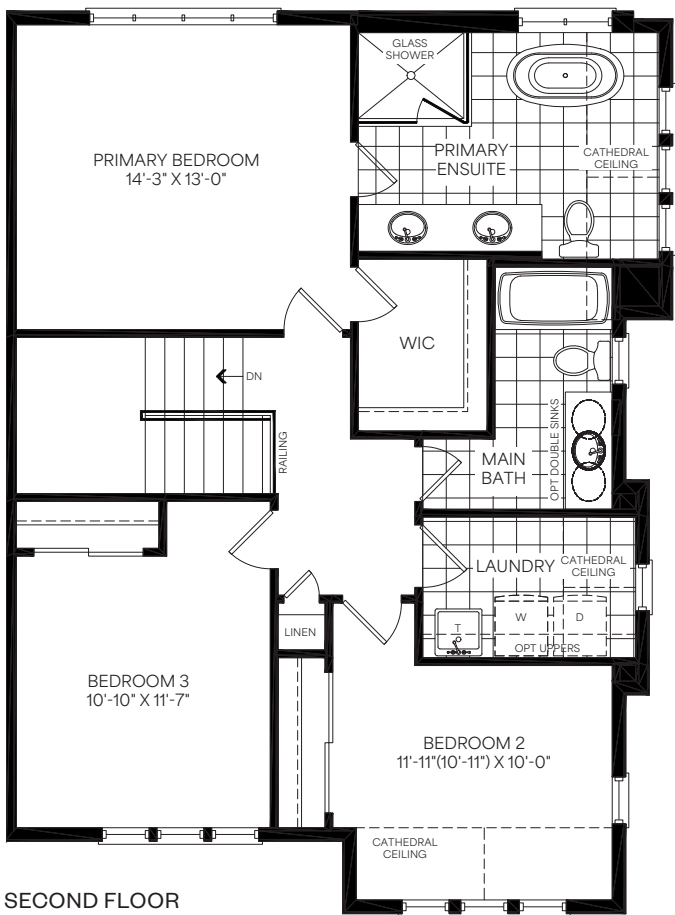 GLASS
SHOWER
PRIMARY BEDROOM
14'-3" X 13'-0"
PRIMARY
ENSUITE
CATHEDRAL
CEILING
WIC
DN
RAILING
OPT DOUBLE SINKS
MAIN
BATH
LAUNDRY
CATHEDRAL
CEILING
W
D
T
OPT UPPERS
LINEN
BEDROOM 3
10'-10" X 11'-7"
BEDROOM 2
11'-11"(10'-11") X 10'-0"
CATHEDRAL
CEILING
SECOND FLOOR